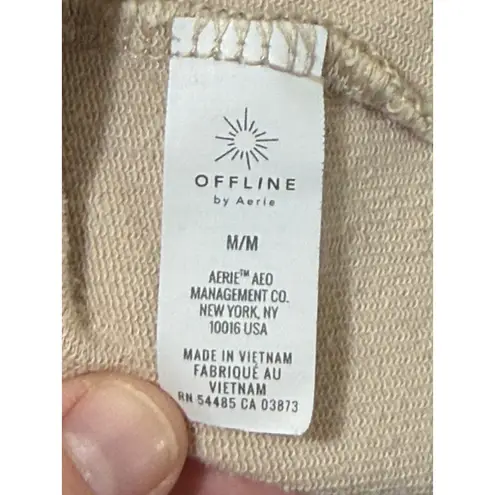 OFFLINE
by Aerie
M/M
AERIE™ AEO
MANAGEMENT CO.
NEW YORK, NY
10016 USA
MADE IN VIETNAM
FABRIQUÉ AU
VIETNAM
RN 54485 CA 03873